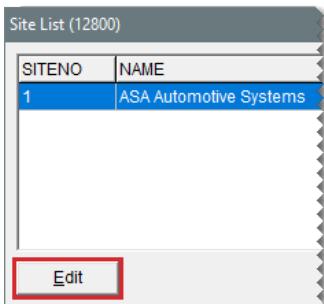 Site List (12800)
SITENO NAME
1 ASA Automotive Systems
Edit